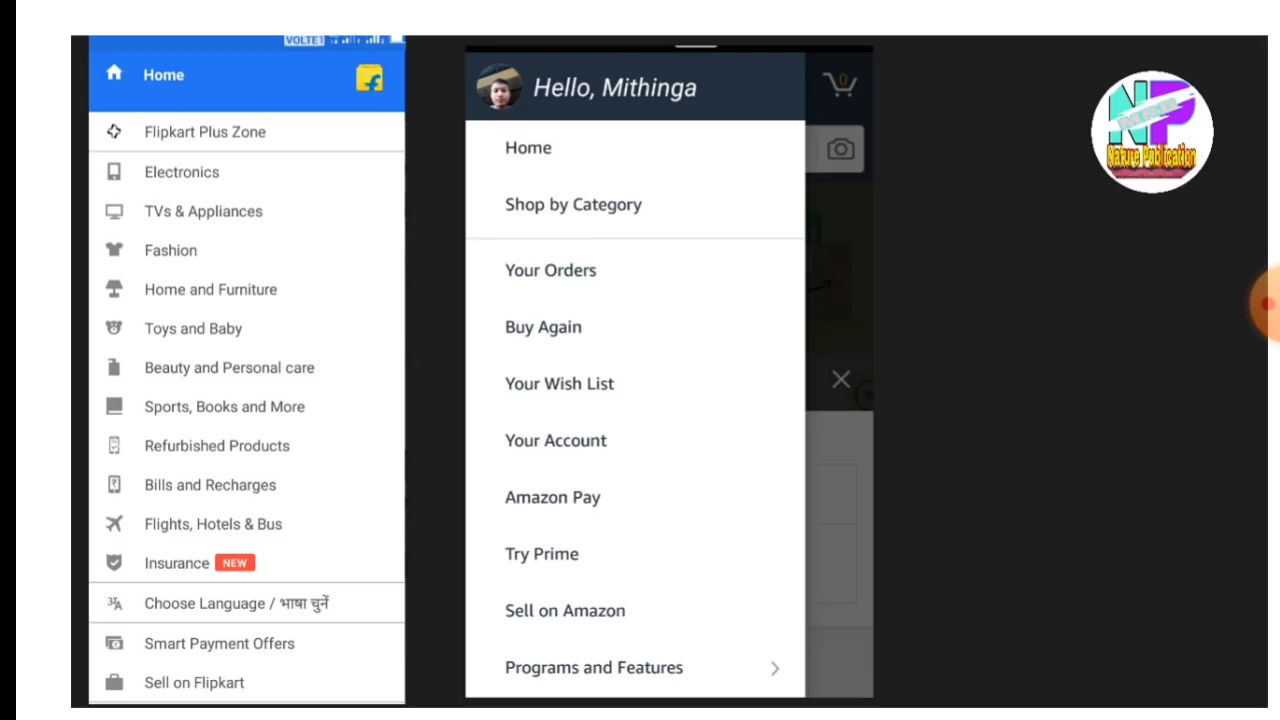 VOLTE1
Home
Flipkart Plus Zone
Electronics
TVs & Appliances
Fashion
Home and Furniture
Toys and Baby
Beauty and Personal care
Sports, Books and More
Refurbished Products
Bills and Recharges
Flights, Hotels & Bus
Insurance NEW
Choose Language / भाषा चुनें
Smart Payment Offers
Sell on Flipkart
Hello, Mithinga
0
Home
Shop by Category
Your Orders
Buy Again
Your Wish List
Your Account
Amazon Pay
Try Prime
Sell on Amazon
Programs and Features
NP
Nature Publication